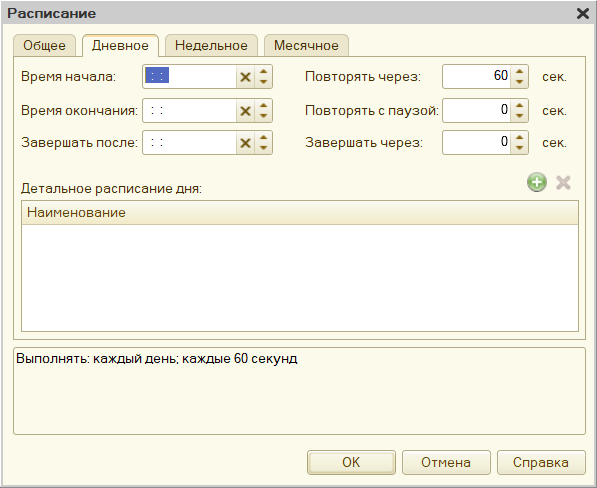 Расписание
Общее Дневное Недельное Месячное
Время начала: : : Повторять через: 60 сек.
Время окончания: : : Повторять с паузой: 0 сек.
Завершать после: : : Завершать через: 0 сек.
Детальное расписание дня:
Наименование
Выполнять: каждый день; каждые 60 секунд
OK Отмена Справка